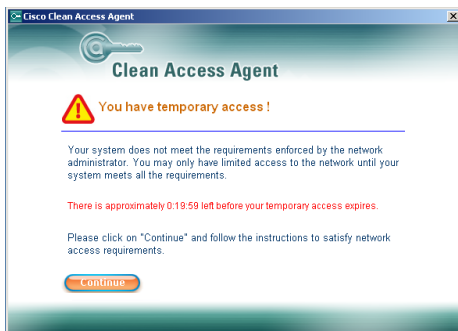 Cisco Clean Access Agent
Clean Access Agent
You have temporary access !
Your system does not meet the requirements enforced by the network
administrator. You may only have limited access to the network until your
system meets all the requirements.
There is approximately 0:19:59 left before your temporary access expires.
Please click on "Continue" and follow the instructions to satisfy network
access requirements.
Continue